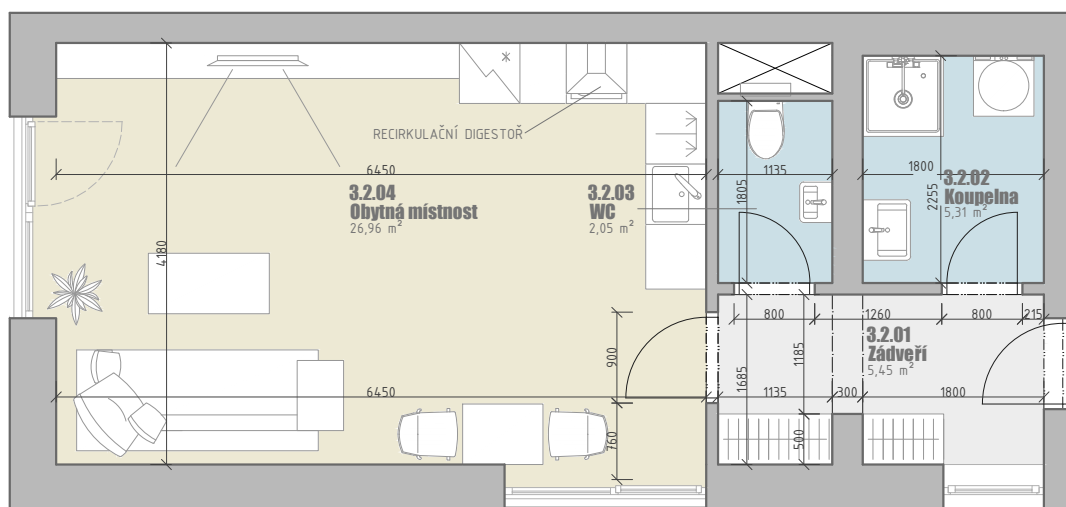 RECIRKULAČNÍ DIGESTOŘ
6450
1135
1800
3.2.04
Obytná místnost
26,96 m²
3.2.03
WC
2,05 m²
1805
2255
3.2.02
Koupelna
5,31 m²
4180
800
1260
800
215
3.2.01
Zádveří
5,45 m²
900
1185
1685
6450
1135
300
1800
760
500